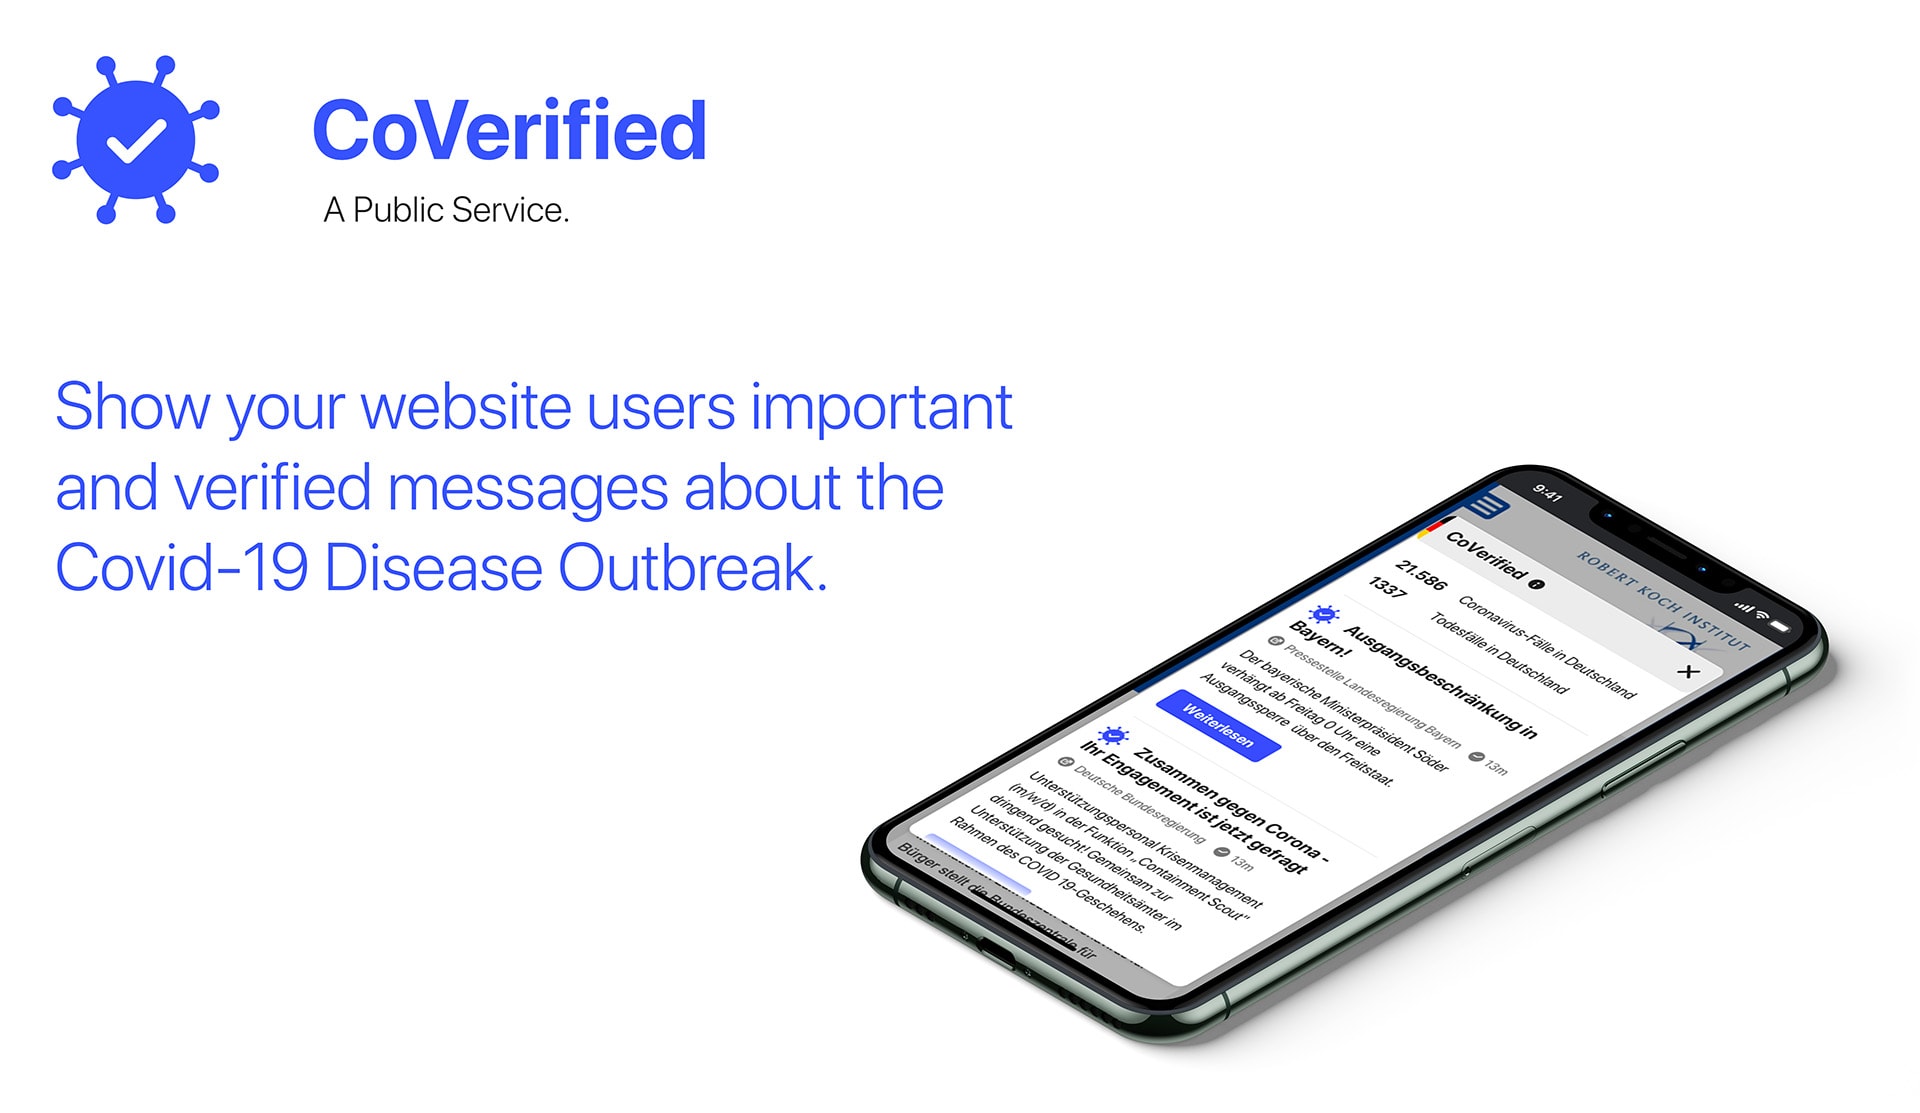 CoVerified
A Public Service.
Show your website users important
and verified messages about the
Covid-19 Disease Outbreak.
9:41
ROBERT KOCH INSTITUT
CoVerified
21.586 Coronavirus-Fälle in Deutschland
1337 Todesfälle in Deutschland
Ausgangsbeschränkung in
Bayern!
Pressestelle Landesregierung Bayern 13m
Der bayerische Ministerpräsident Söder
verhängt ab Freitag 0 Uhr eine
Ausgangssperre über den Freitstaat.
Weiterlesen
Zusammen gegen Corona -
Ihr Engagement ist jetzt gefragt
Deutsche Bundesregierung 13m
Unterstützungspersonal Krisenmanagement
(m/w/d) in der Funktion „Containment Scout“
dringend gesucht! Gemeinsam zur
Unterstützung der Gesundheitsämter im
Rahmen des COVID 19-Geschehens.
Bürger stellt die Bundeszentrale für